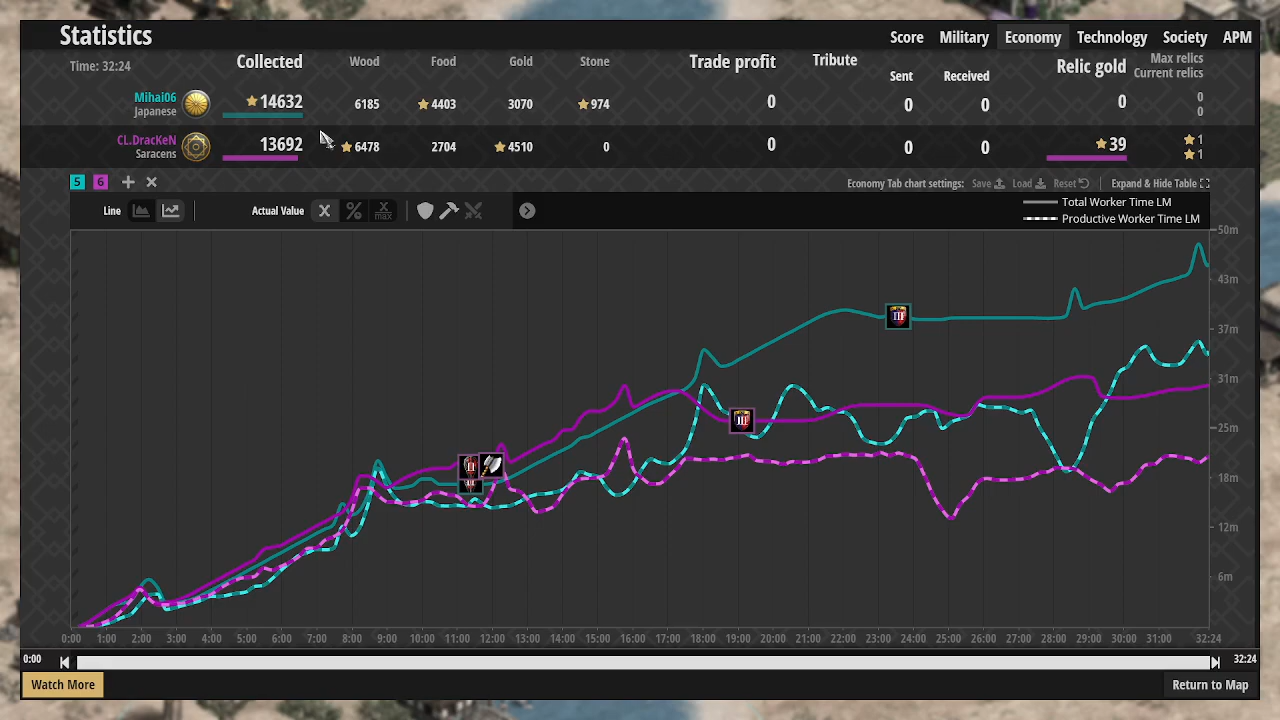 Statistics
Score Military Economy Technology Society APM
Time: 32:24
Collected Wood Food Gold Stone Trade profit Tribute Sent Received Relic gold Max relics
Current relics
Mihai06
Japanese
14632 6185 4403 3070 974 0 0 0 0 0
0
CL.DracKeN
Saracens
13692 6478 2704 4510 0 0 0 0 39 1
1
5 6
Economy Tab chart settings: Save Load Reset Expand & Hide Table
Line Actual Value X % X
max
Total Worker Time LM
Productive Worker Time LM
50m
43m
37m
31m
25m
18m
12m
6m
III
III
II
III
0:00 1:00 2:00 3:00 4:00 5:00 6:00 7:00 8:00 9:00 10:00 11:00 12:00 13:00 14:00 15:00 16:00 17:00 18:00 19:00 20:00 21:00 22:00 23:00 24:00 25:00 26:00 27:00 28:00 29:00 30:00 31:00 32:24
0:00 32:24
Watch More Return to Map